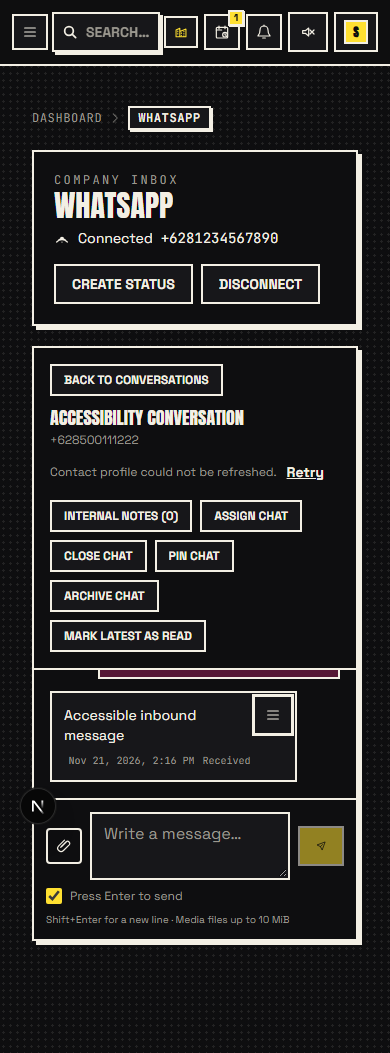 SEARCH...
1
S
DASHBOARD > WHATSAPP
COMPANY INBOX
WHATSAPP
Connected +6281234567890
CREATE STATUS
DISCONNECT
BACK TO CONVERSATIONS
ACCESSIBILITY CONVERSATION
+628500111222
Contact profile could not be refreshed. Retry
INTERNAL NOTES (0)
ASSIGN CHAT
CLOSE CHAT
PIN CHAT
ARCHIVE CHAT
MARK LATEST AS READ
Accessible inbound
message
Nov 21, 2026, 2:16 PM Received
N
Write a message...
Press Enter to send
Shift+Enter for a new line · Media files up to 10 MiB